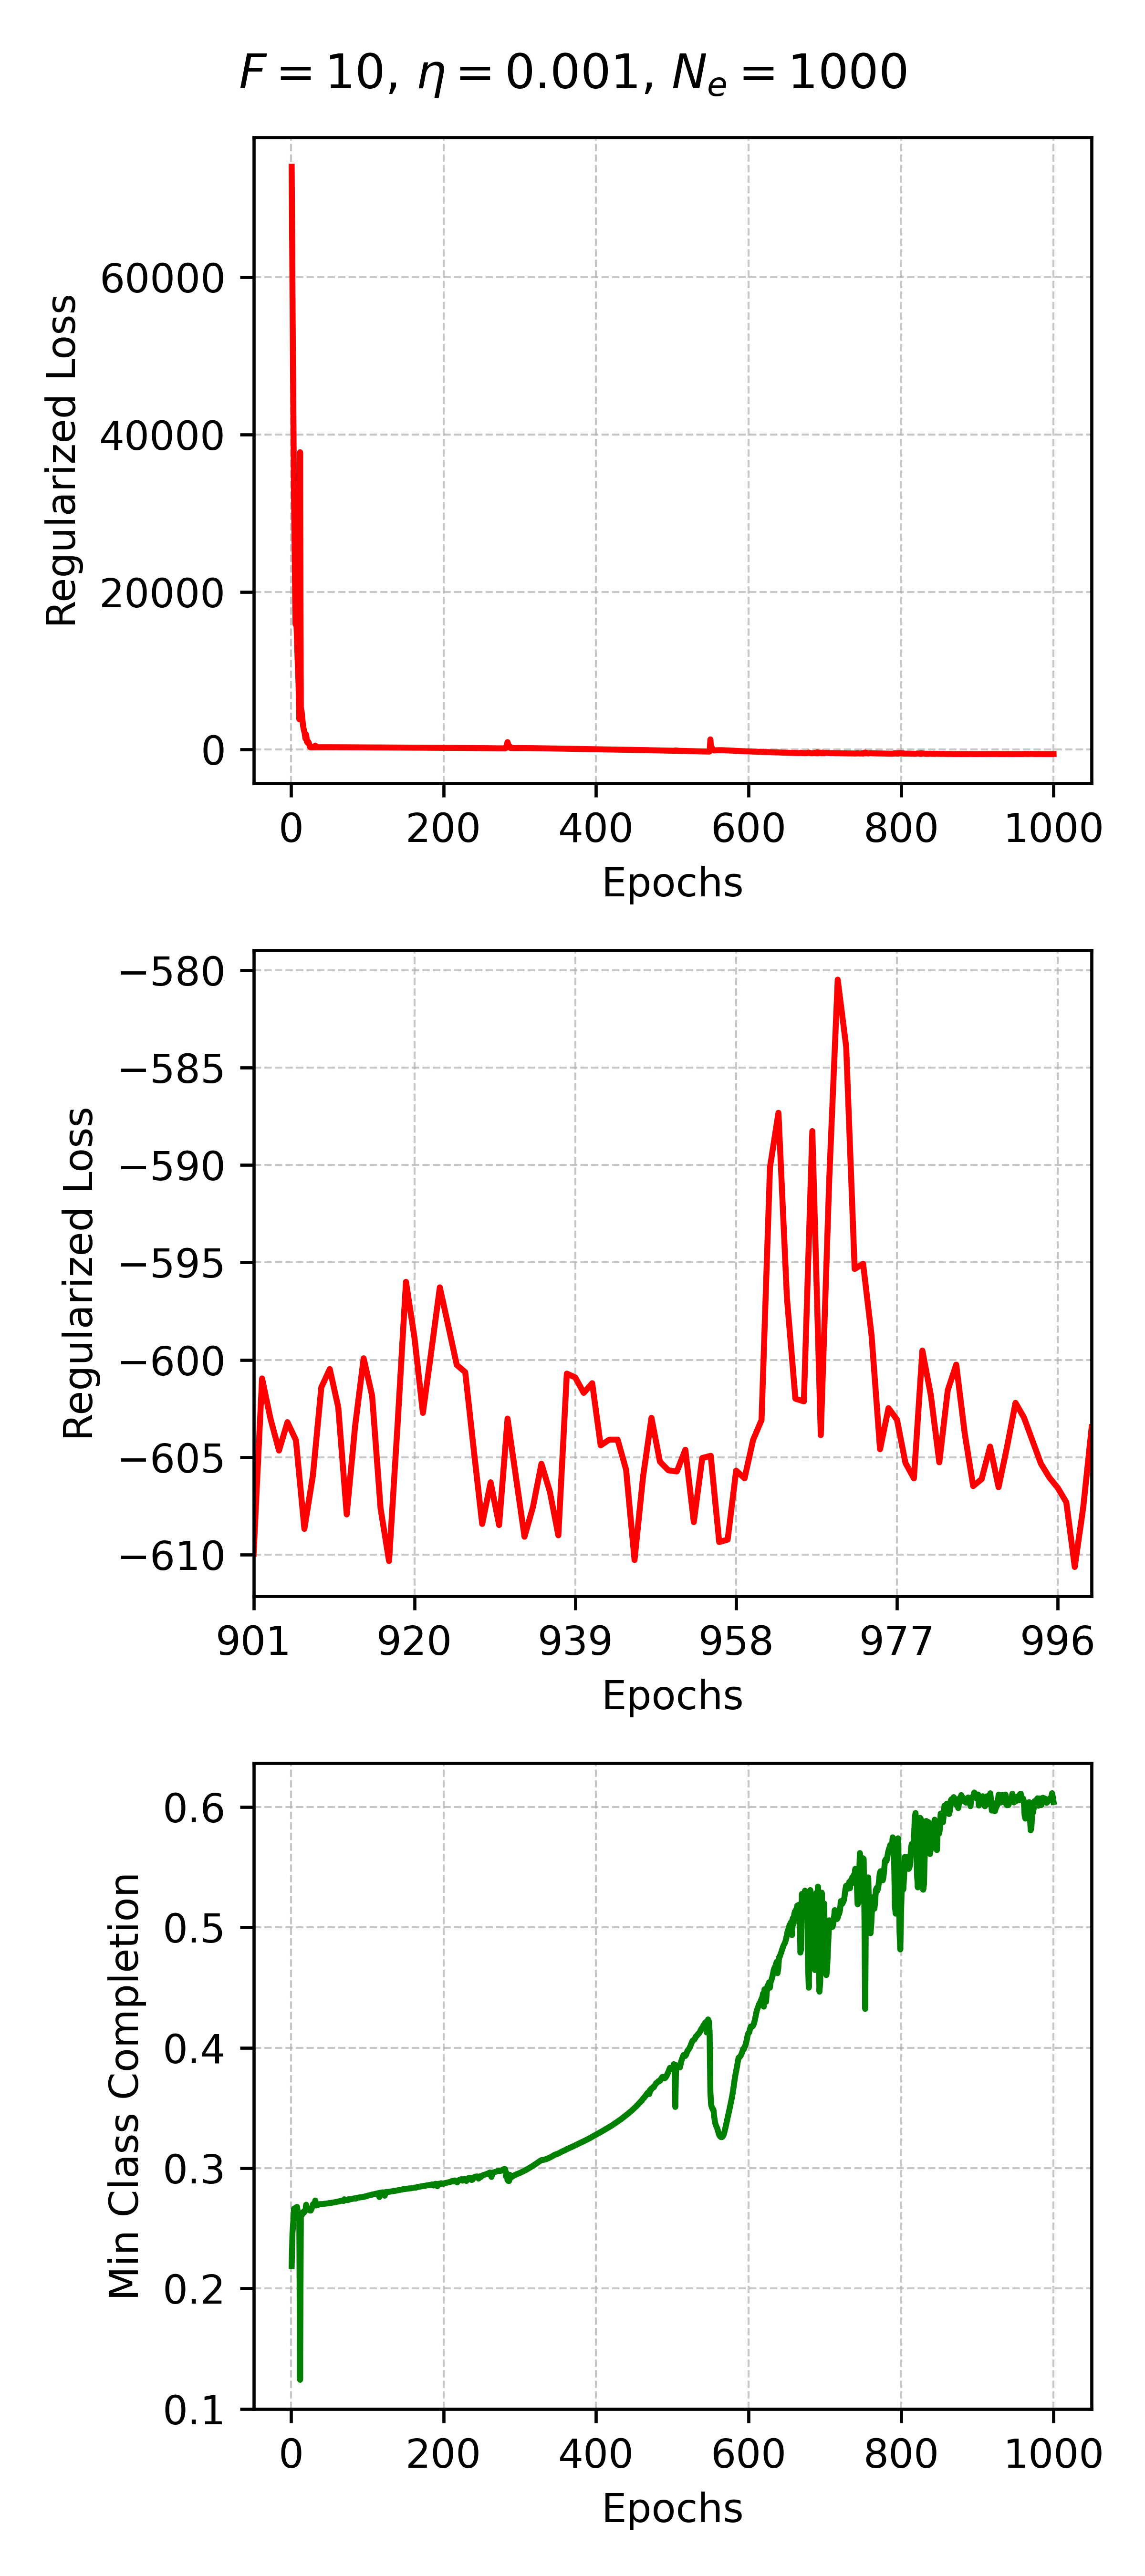 F = 10, η = 0.001, Nₑ = 1000
Regularized Loss
60000
40000
20000
0
0 200 400 600 800 1000
Epochs
Regularized Loss
−580
−585
−590
−595
−600
−605
−610
901 920 939 958 977 996
Epochs
Min Class Completion
0.6
0.5
0.4
0.3
0.2
0.1
0 200 400 600 800 1000
Epochs